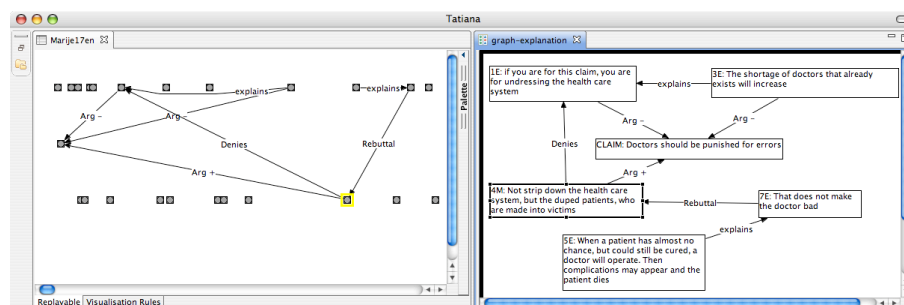 Tatiana
Marije17en
graph-explanation
Palette
explains
explains
Arg -
Arg -
Denies
Rebuttal
Arg +
Replayable Visualisation Rules
1E: if you are for this claim, you are
for undressing the health care
system
3E: The shortage of doctors that already
exists will increase
explains
Arg -
Arg -
Denies
CLAIM: Doctors should be punished for errors
Arg +
4M: Not strip down the health care
system, but the duped patients, who
are made into victims
7E: That does not make
the doctor bad
Rebuttal
explains
5E: When a patient has almost no
chance, but could still be cured, a
doctor will operate. Then
complications may appear and the
patient dies